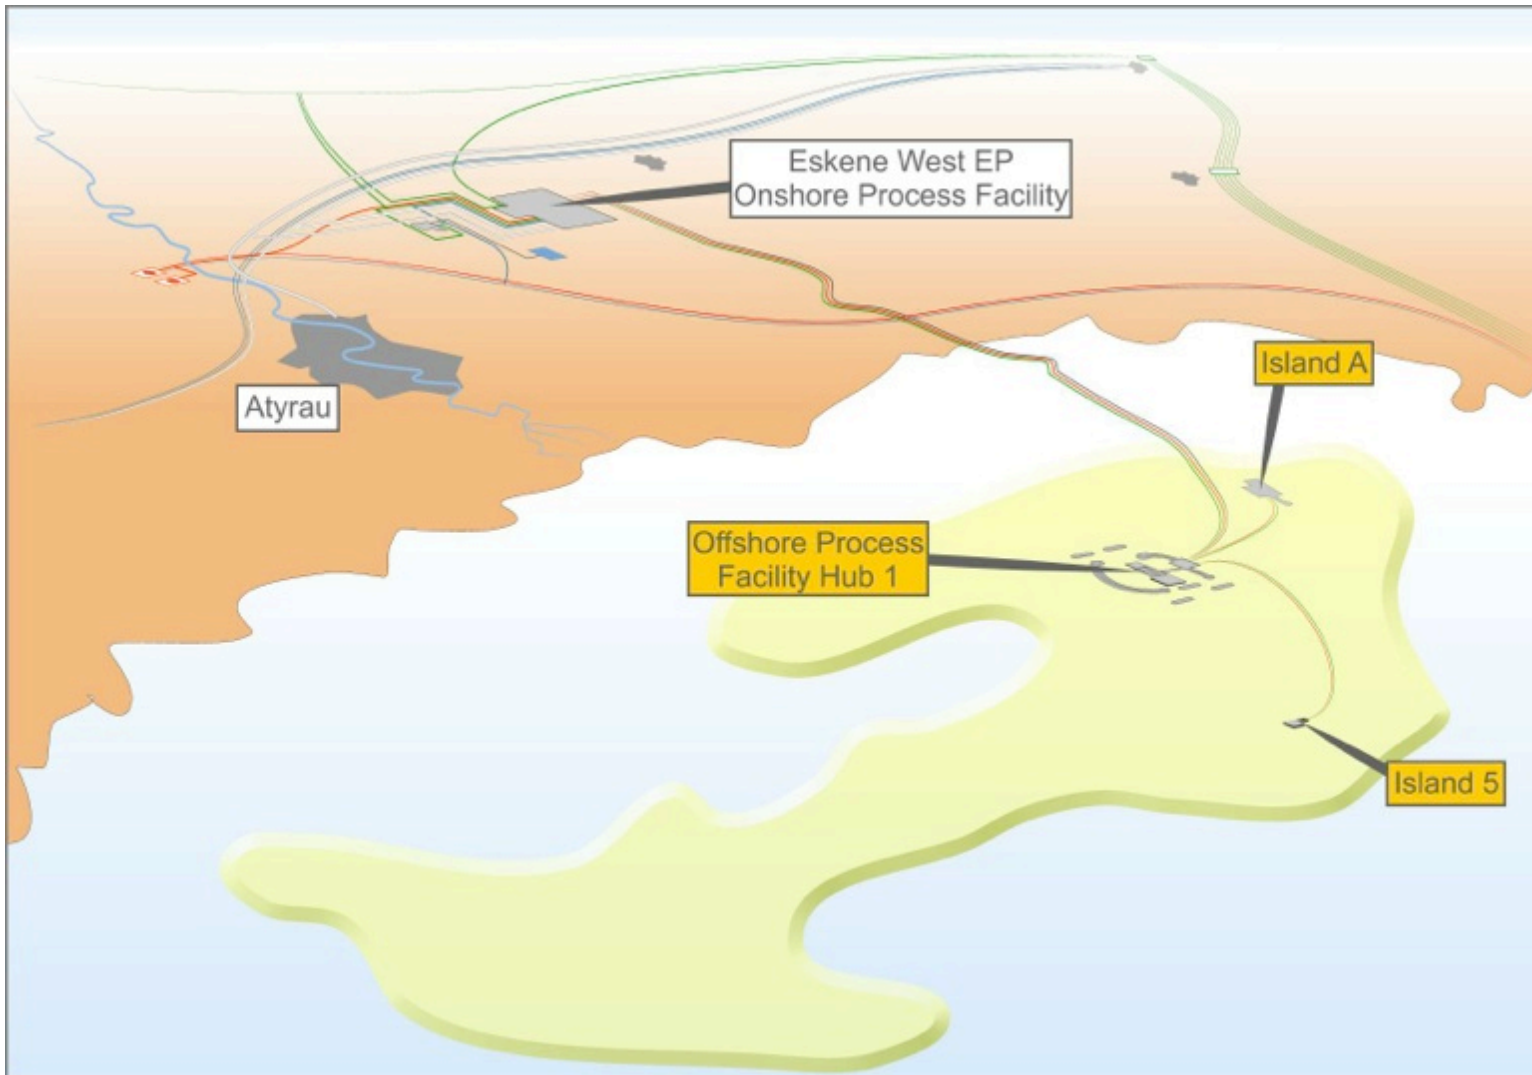 Eskene West EP
Onshore Process Facility
Island A
Atyrau
Offshore Process
Facility Hub 1
Island 5